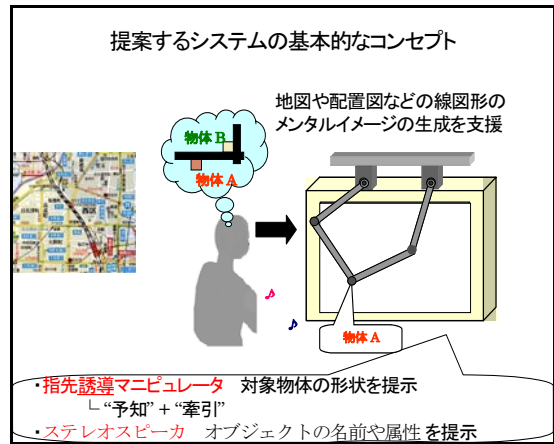 提案するシステムの基本的なコンセプト
地図や配置図などの線図形の
メンタルイメージの生成を支援
物体 B
物体 A
西区
♪
♪
物体 A
・指先誘導マニピュレータ 対象物体の形状を提示
└ “予知” + “牽引”
・ステレオスピーカ オブジェクトの名前や属性 を提示